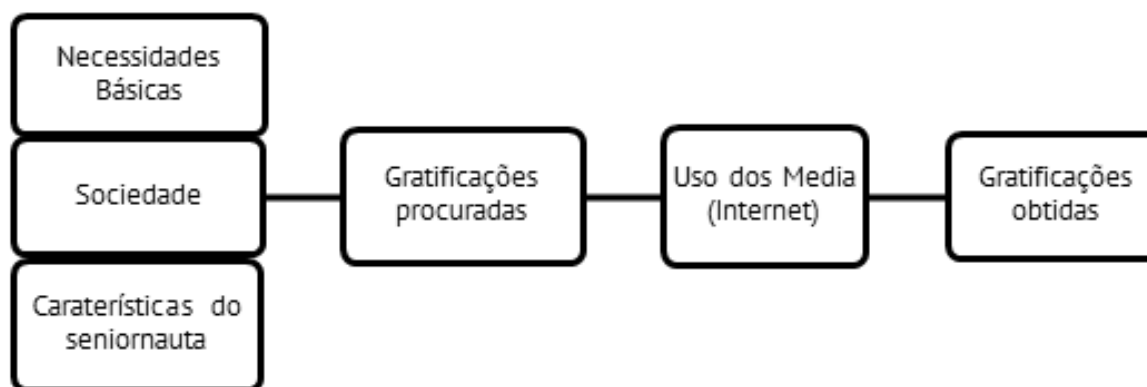 Necessidades
Básicas
Sociedade
Caraterísticas do
seniornauta
Gratificações
procuradas
Uso dos Media
(Internet)
Gratificações
obtidas